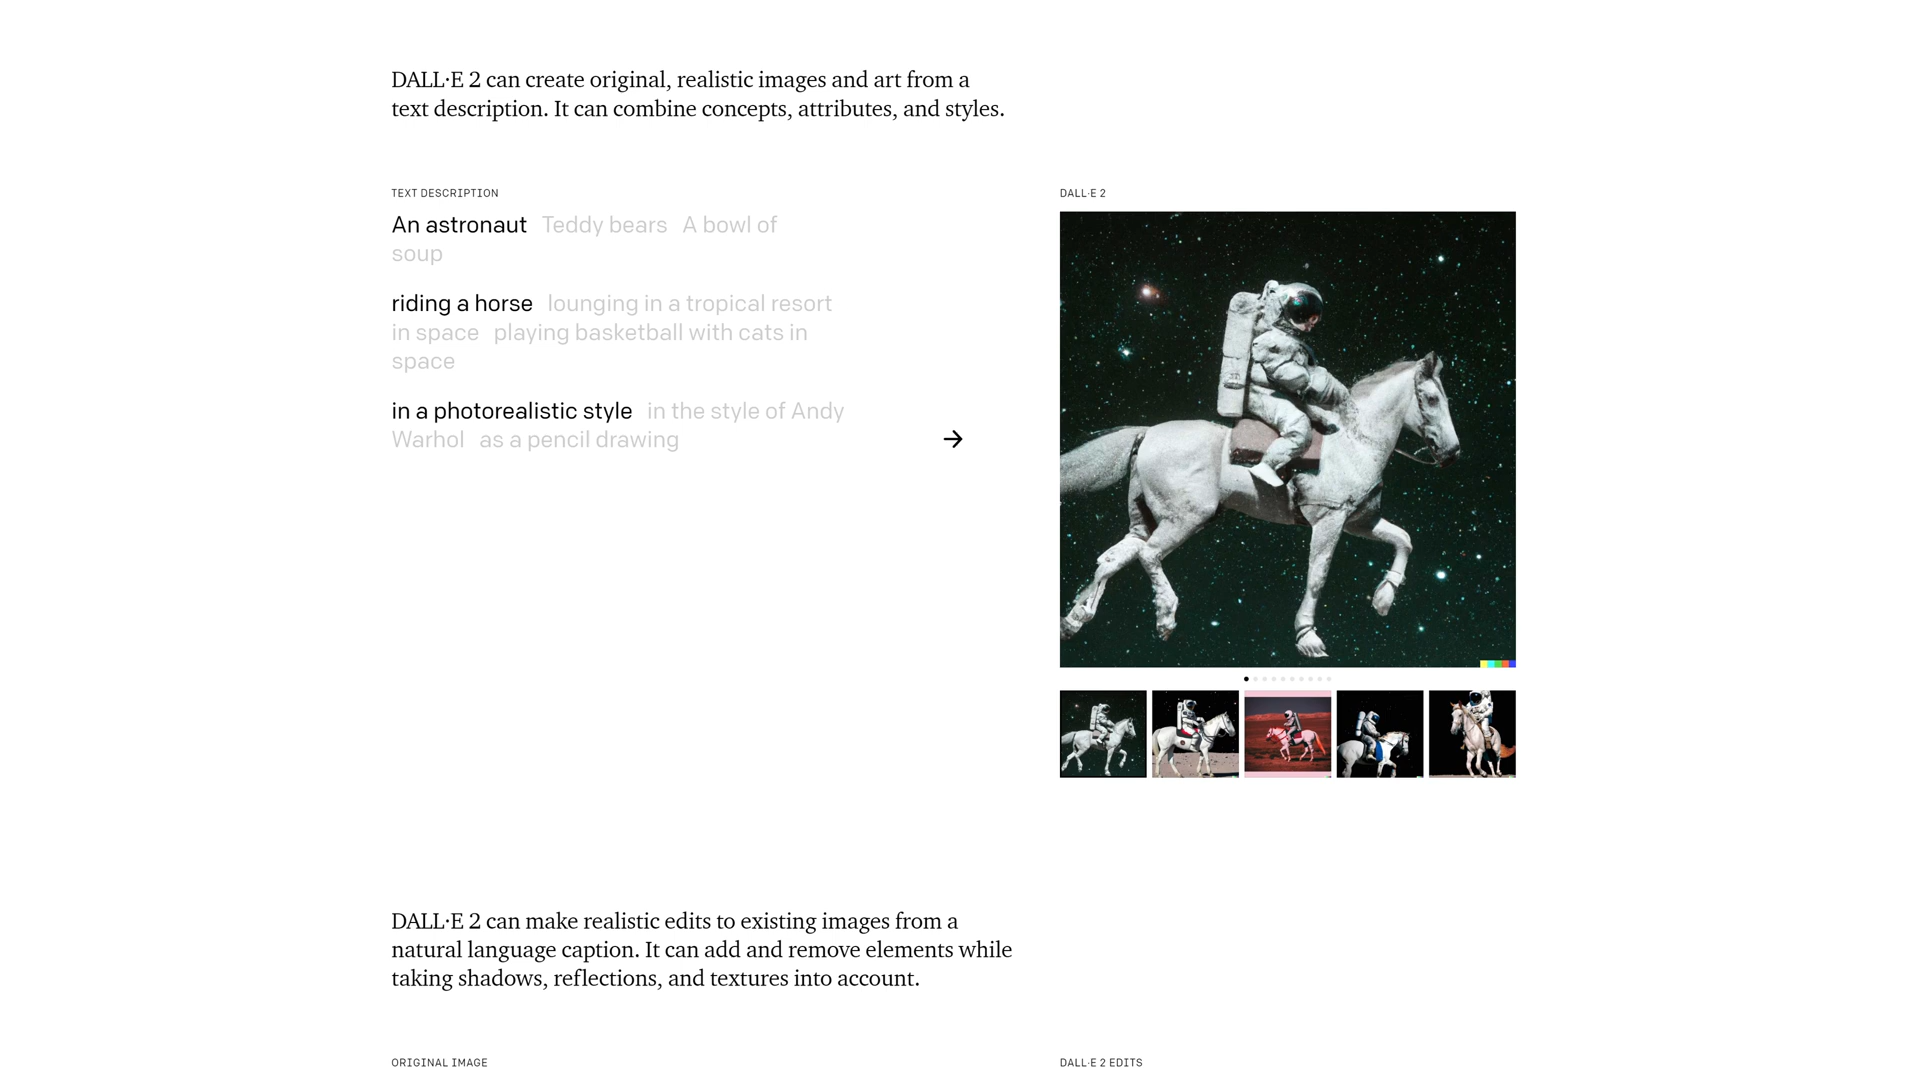 DALL·E 2 can create original, realistic images and art from a
text description. It can combine concepts, attributes, and styles.
TEXT DESCRIPTION
An astronaut Teddy bears A bowl of
soup
riding a horse lounging in a tropical resort
in space playing basketball with cats in
space
in a photorealistic style in the style of Andy
Warhol as a pencil drawing
DALL·E 2
DALL·E 2 can make realistic edits to existing images from a
natural language caption. It can add and remove elements while
taking shadows, reflections, and textures into account.
ORIGINAL IMAGE
DALL·E 2 EDITS